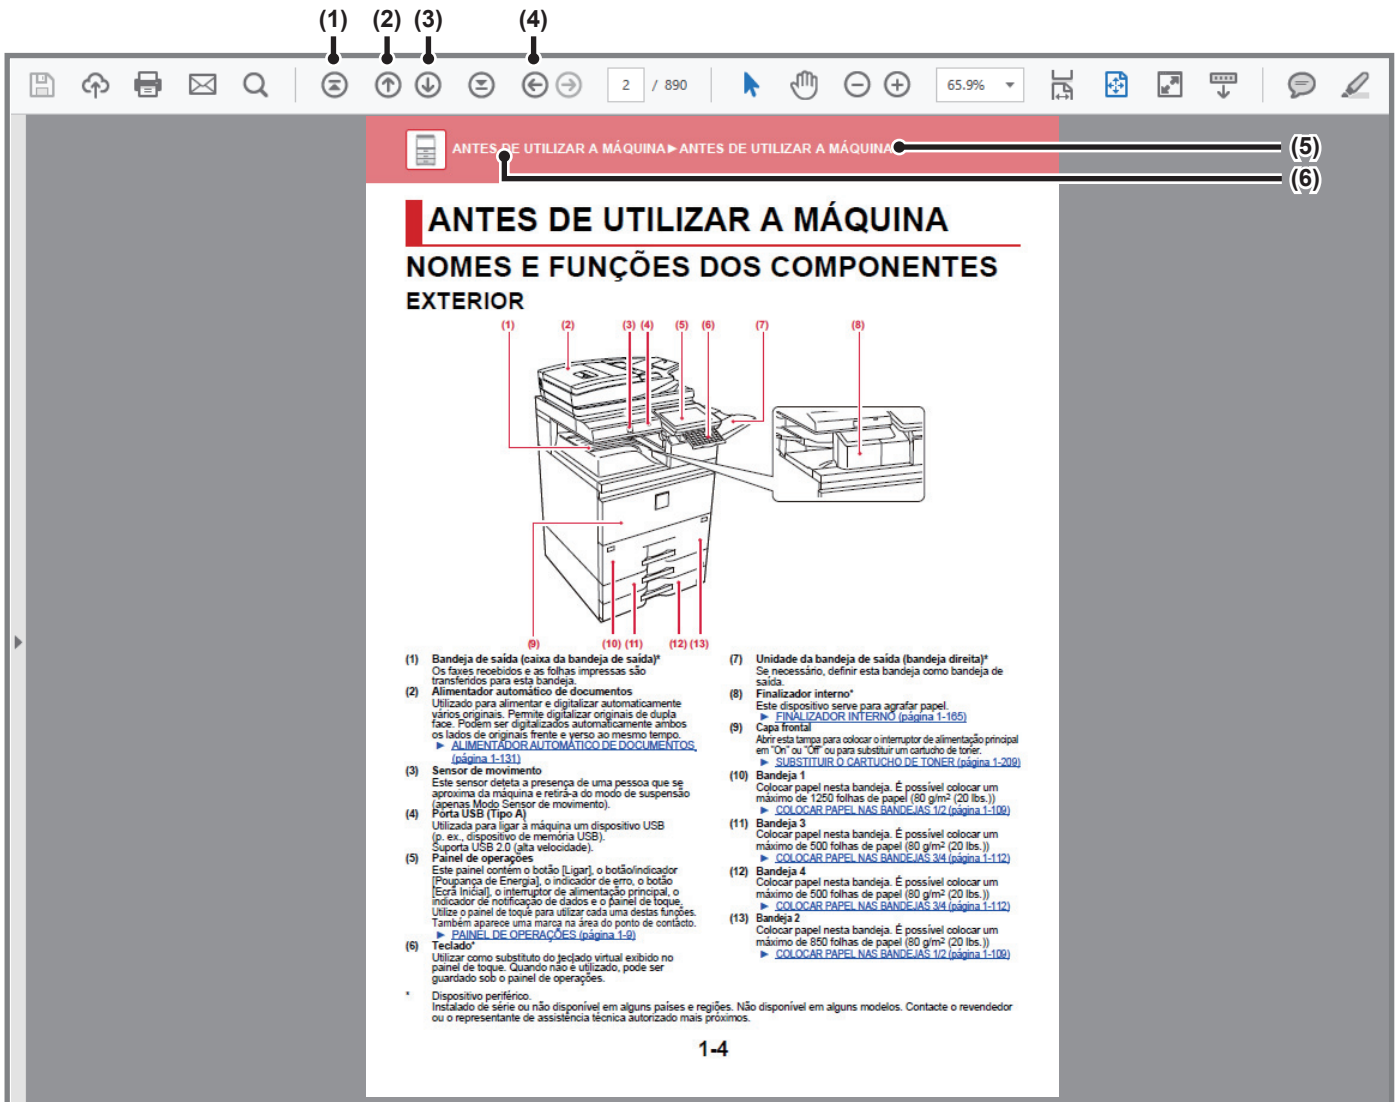 (1) (2) (3) (4)
2 / 890
65.9%
ANTES DE UTILIZAR A MÁQUINA►ANTES DE UTILIZAR A MÁQUINA
(5)
(6)
ANTES DE UTILIZAR A MÁQUINA
NOMES E FUNÇÕES DOS COMPONENTES
EXTERIOR
(1) (2) (3) (4) (5) (6) (7) (8)
(9) (10) (11) (12) (13)
(1) Bandeja de saída (caixa da bandeja de saída)*
Os faxes recebidos e as folhas impressas são
transferidos para esta bandeja.
(2) Alimentador automático de documentos
Utilizado para alimentar e digitalizar automaticamente
vários originais. Permite digitalizar originais de dupla
face. Podem ser digitalizados automaticamente ambos
os lados de originais frente e verso ao mesmo tempo.
► ALIMENTADOR AUTOMÁTICO DE DOCUMENTOS
(página 1-131)
(3) Sensor de movimento
Este sensor deteta a presença de uma pessoa que se
aproxima da máquina e retirá-a do modo de suspensão
(apenas Modo Sensor de movimento).
(4) Porta USB (Tipo A)
Utilizada para ligar à máquina um dispositivo USB
(p. ex., dispositivo de memória USB).
Suporta USB 2.0 (alta velocidade).
(5) Painel de operações
Este painel contém o botão [Ligar], o botão/indicador
[Poupança de Energia], o indicador de erro, o botão
[Ecrã Inicial], o interruptor de alimentação principal, o
indicador de notificação de dados e o painel de toque.
Utilize o painel de toque para utilizar cada uma destas funções.
Também aparece uma marca na área do ponto de contacto.
► PAINEL DE OPERAÇÕES (página 1-9)
(6) Teclado*
Utilizar como substituto do teclado virtual exibido no
painel de toque. Quando não é utilizado, pode ser
guardado sob o painel de operações.
(7) Unidade da bandeja de saída (bandeja direita)*
Se necessário, definir esta bandeja como bandeja de
saída.
(8) Finalizador interno*
Este dispositivo serve para agrafar papel.
► FINALIZADOR INTERNO (página 1-165)
(9) Capa frontal
Abrir esta tampa para colocar o interruptor de alimentação principal
em "On" ou "Off" ou para substituir um cartucho de toner.
► SUBSTITUIR O CARTUCHO DE TONER (página 1-209)
(10) Bandeja 1
Colocar papel nesta bandeja. É possível colocar um
máximo de 1250 folhas de papel (80 g/m² (20 lbs.))
► COLOCAR PAPEL NAS BANDEJAS 1/2 (página 1-109)
(11) Bandeja 3
Colocar papel nesta bandeja. É possível colocar um
máximo de 500 folhas de papel (80 g/m² (20 lbs.))
► COLOCAR PAPEL NAS BANDEJAS 3/4 (página 1-112)
(12) Bandeja 4
Colocar papel nesta bandeja. É possível colocar um
máximo de 500 folhas de papel (80 g/m² (20 lbs.))
► COLOCAR PAPEL NAS BANDEJAS 3/4 (página 1-112)
(13) Bandeja 2
Colocar papel nesta bandeja. É possível colocar um
máximo de 850 folhas de papel (80 g/m² (20 lbs.))
► COLOCAR PAPEL NAS BANDEJAS 1/2 (página 1-109)
* Dispositivo periférico.
Instalado de série ou não disponível em alguns países e regiões. Não disponível em alguns modelos. Contacte o revendedor
ou o representante de assistência técnica autorizado mais próximos.
1-4